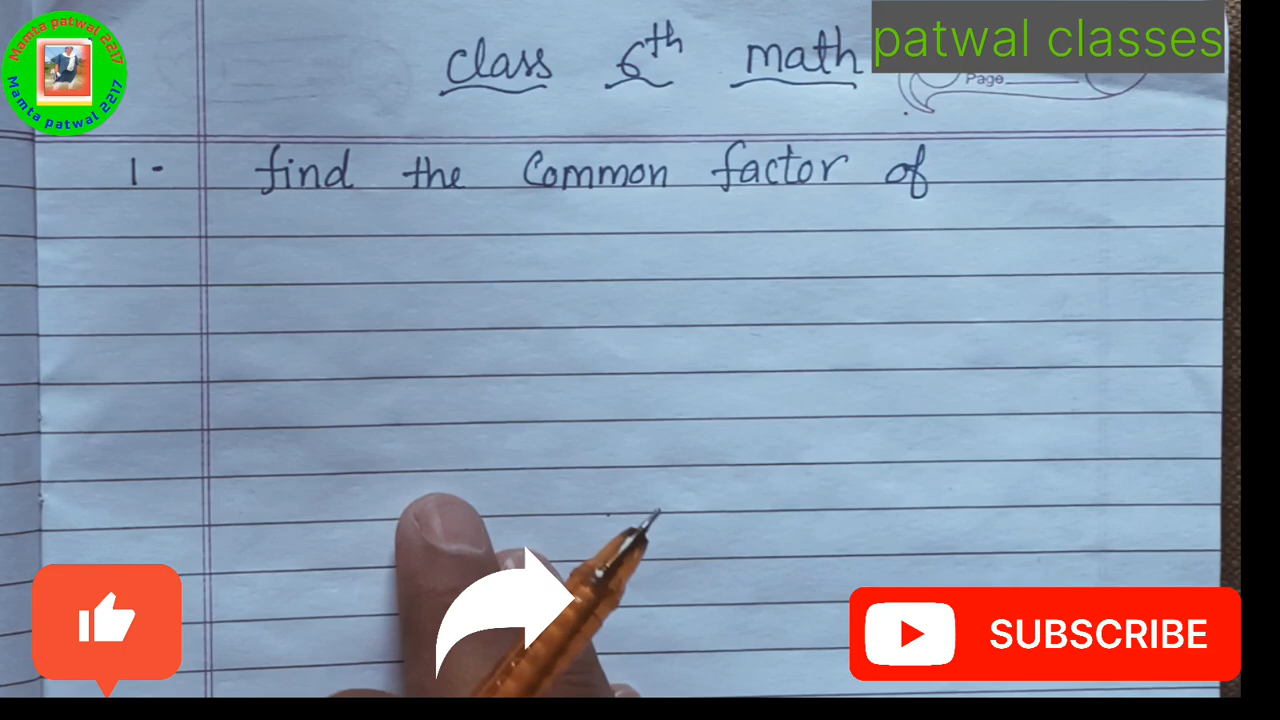 Mamta patwal 2217
Mamta patwal 2217
class 6th math
patwal classes
Page
1- find the Common factor of
SUBSCRIBE